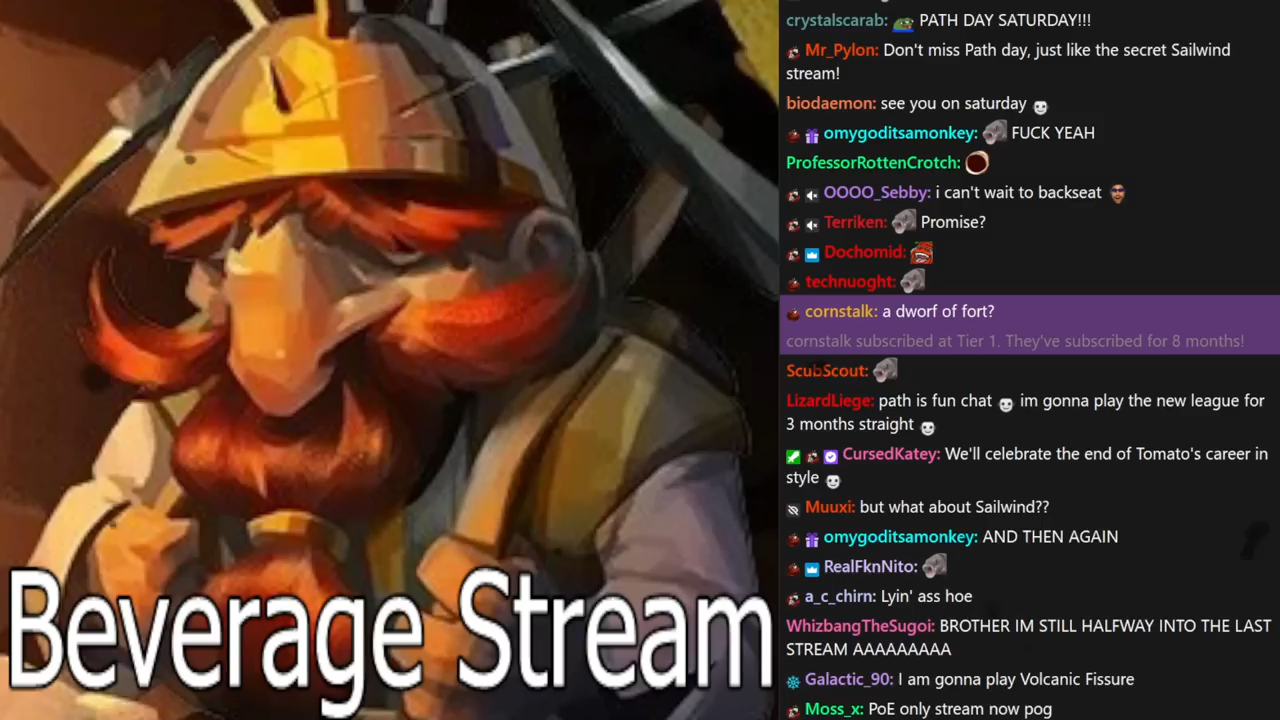 crystalscarab: PATH DAY SATURDAY!!!
Mr_Pylon: Don't miss Path day, just like the secret Sailwind
stream!
biodaemon: see you on saturday
omygoditsamonkey: FUCK YEAH
ProfessorRottenCrotch:
OOOO_Sebby: i can't wait to backseat
Terriken: Promise?
Dochomid:
technuoght:
cornstalk: a dworf of fort?
cornstalk subscribed at Tier 1. They've subscribed for 8 months!
ScubScout:
LizardLiege: path is fun chat im gonna play the new league for
3 months straight
CursedKatey: We'll celebrate the end of Tomato's career in
style
Muuxi: but what about Sailwind??
omygoditsamonkey: AND THEN AGAIN
RealFknNito:
a_c_chirn: Lyin' ass hoe
WhizbangTheSugoi: BROTHER IM STILL HALFWAY INTO THE LAST
STREAM AAAAAAAAA
Galactic_90: I am gonna play Volcanic Fissure
Moss_x: PoE only stream now pog
Beverage Stream